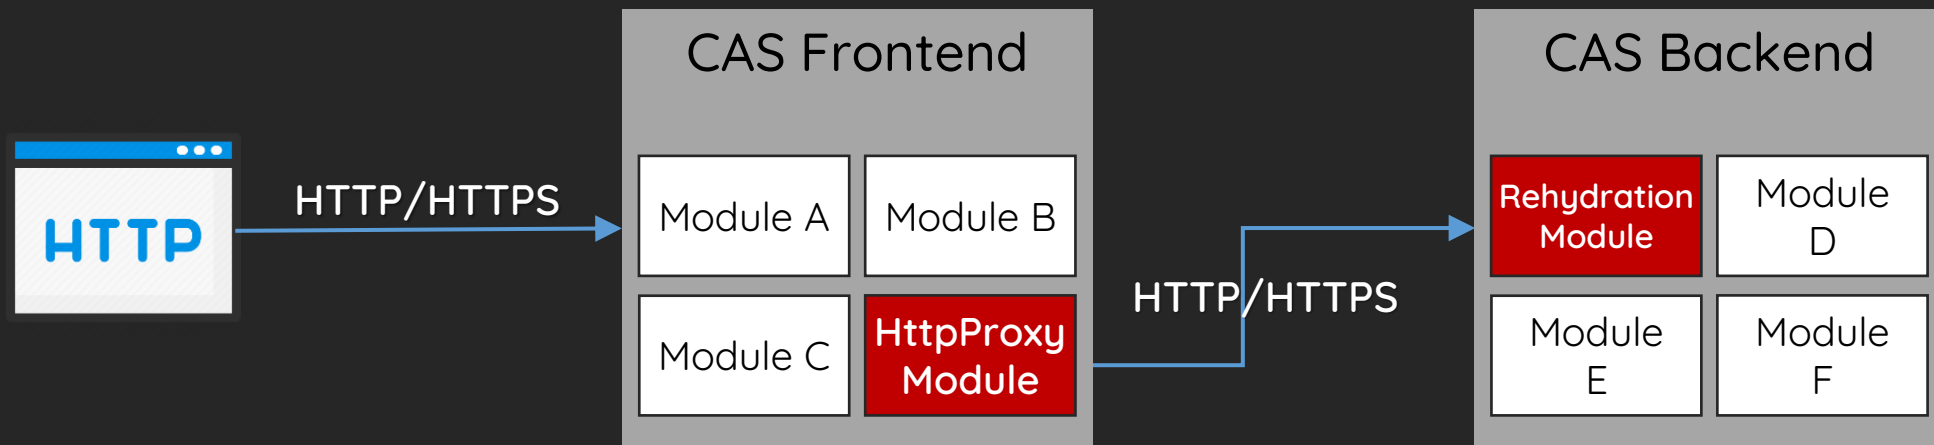 HTTP
HTTP/HTTPS
CAS Frontend
Module A
Module B
Module C
HttpProxy
Module
HTTP/HTTPS
CAS Backend
Rehydration
Module
Module
D
Module
E
Module
F